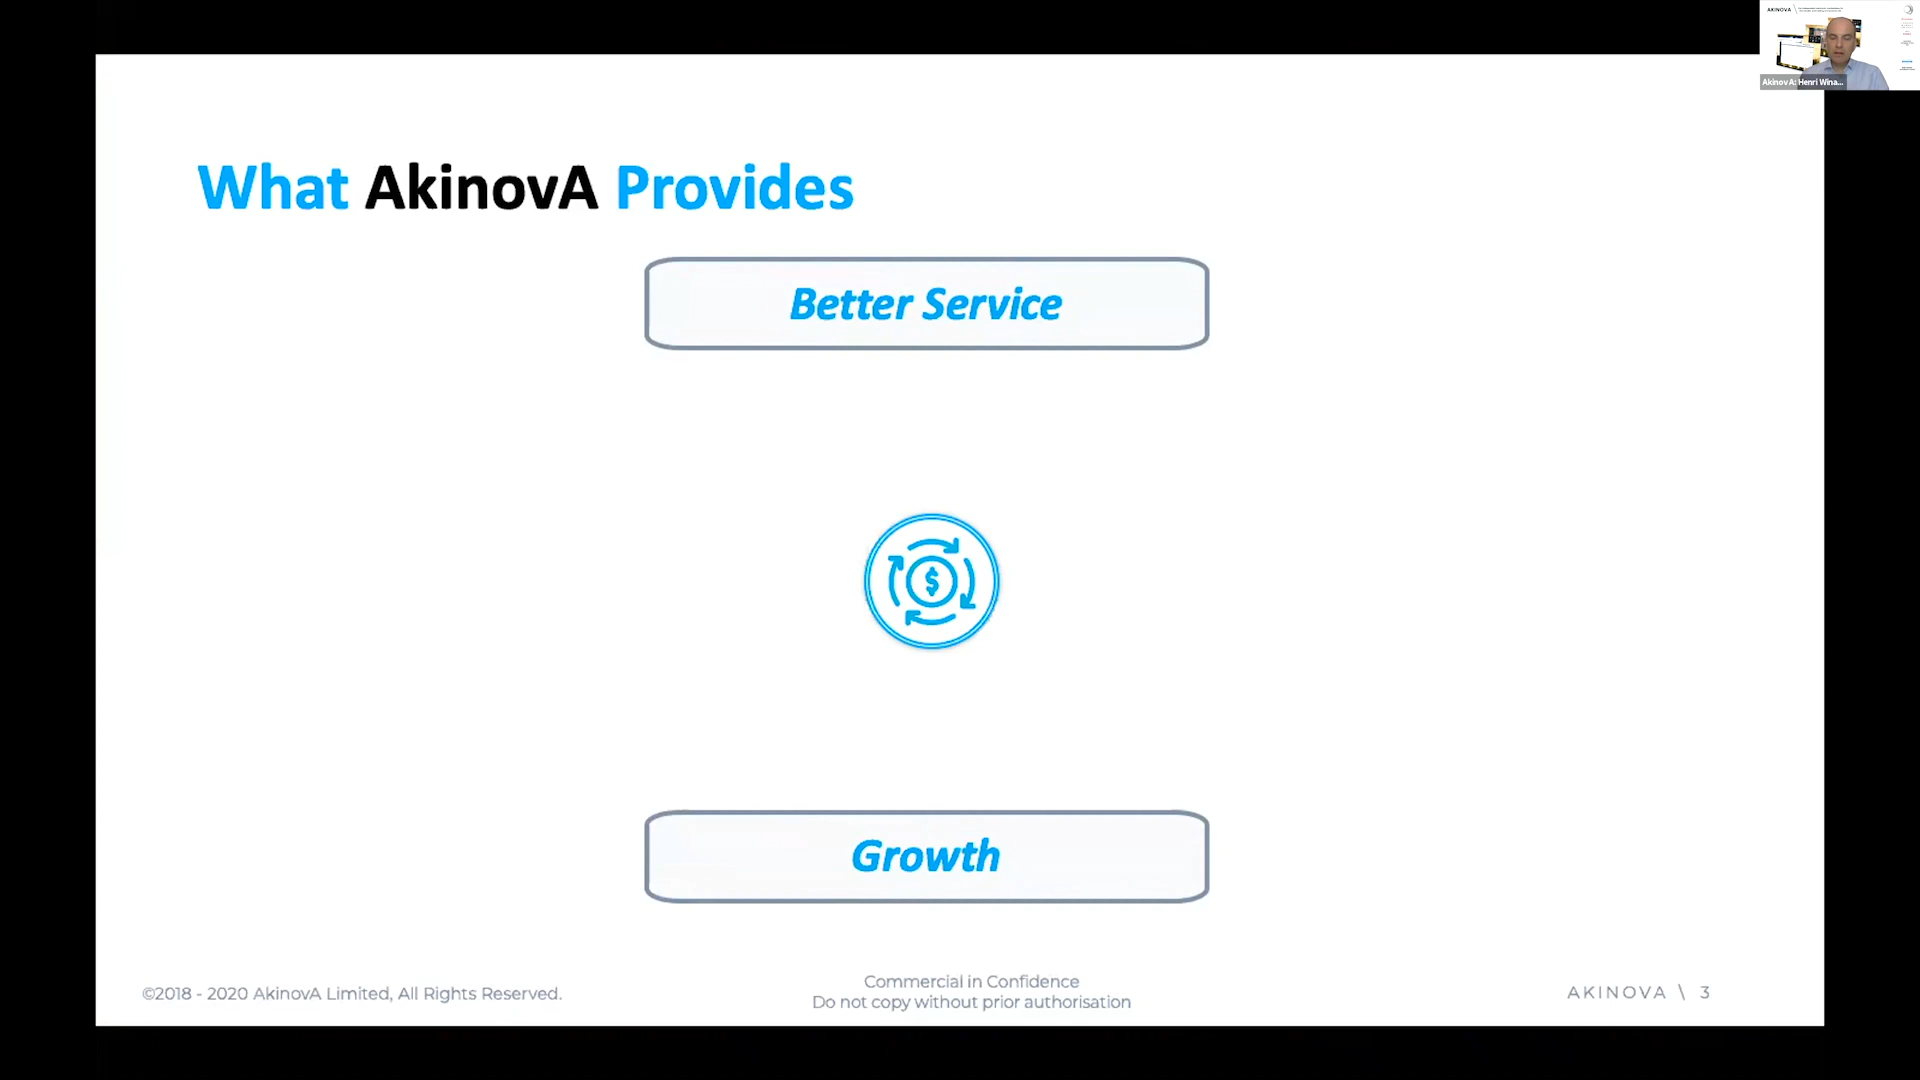 AKINOVA
AkinovA: Henri Wina...
What AkinovA Provides
Better Service
$
Growth
©2018 - 2020 AkinovA Limited, All Rights Reserved.
Commercial in Confidence
Do not copy without prior authorisation
AKINOVA \ 3